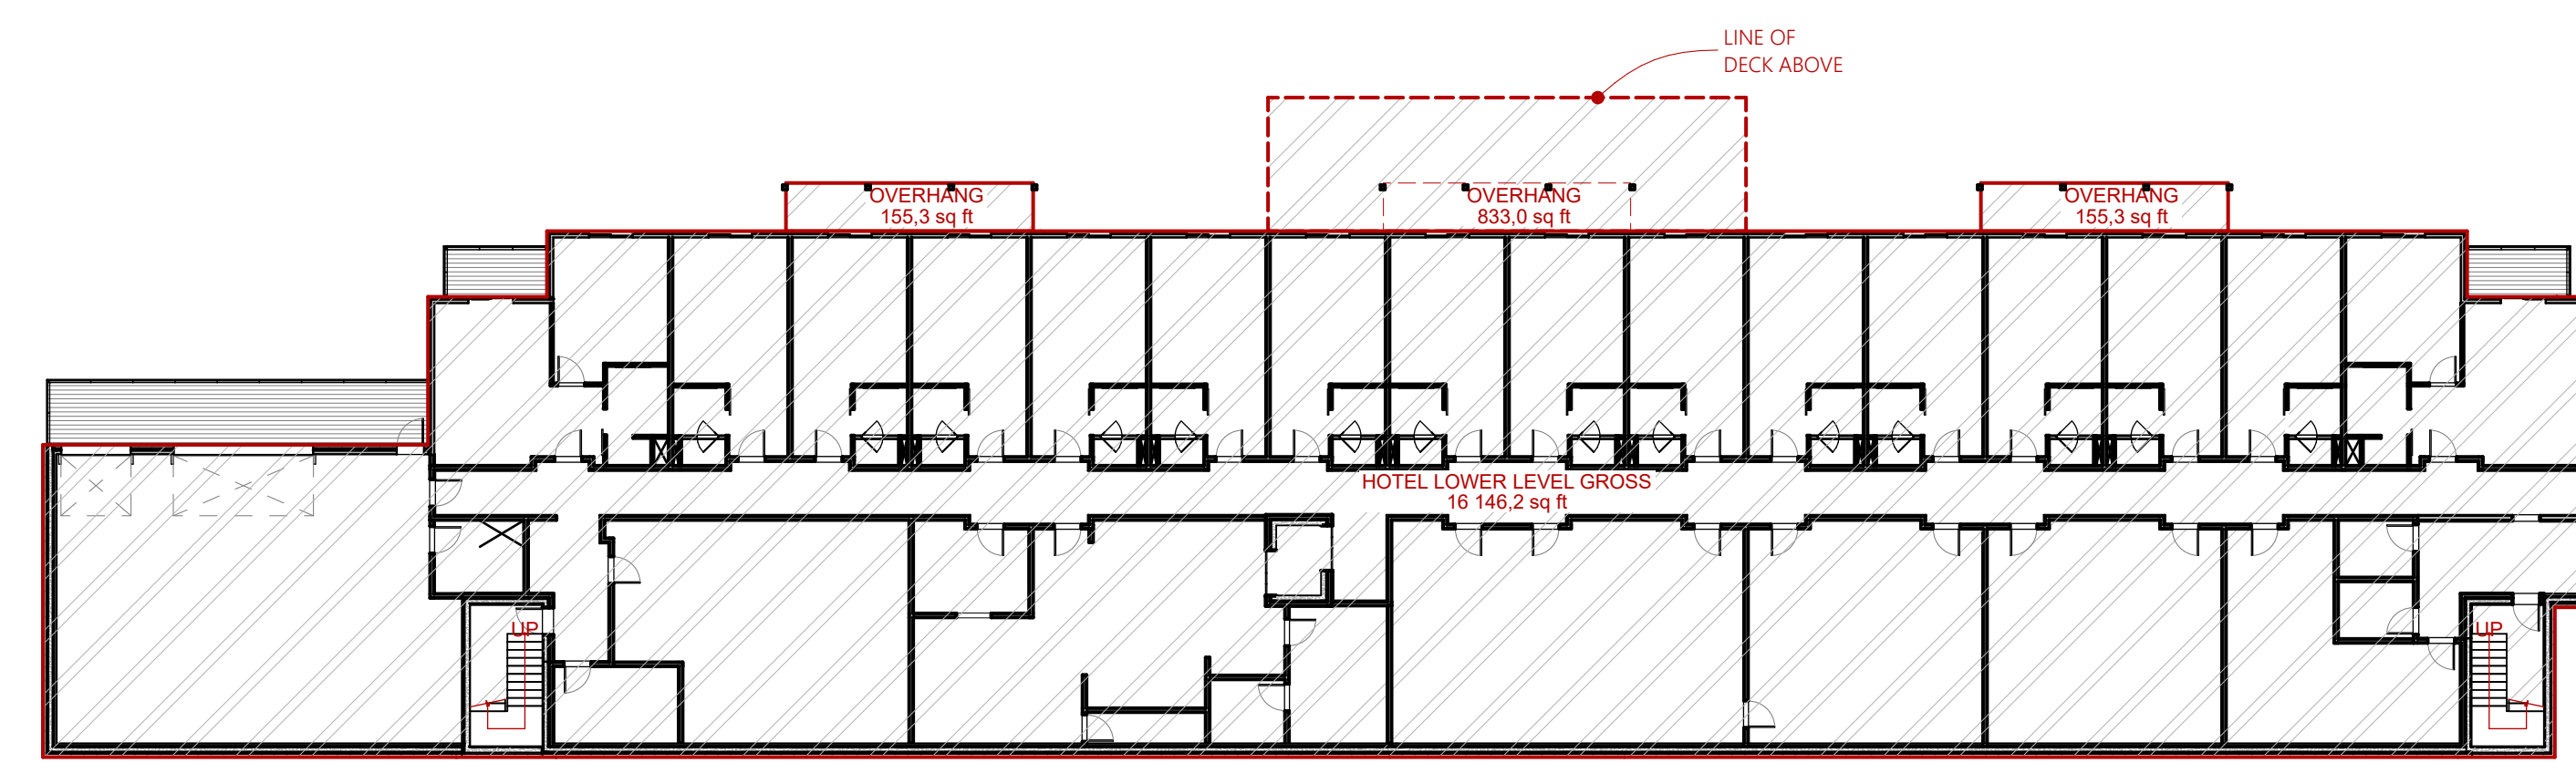 LINE OF
DECK ABOVE
OVERHANG
155,3 sq ft
OVERHANG
833,0 sq ft
OVERHANG
155,3 sq ft
HOTEL LOWER LEVEL GROSS
16 146,2 sq ft
UP
UP